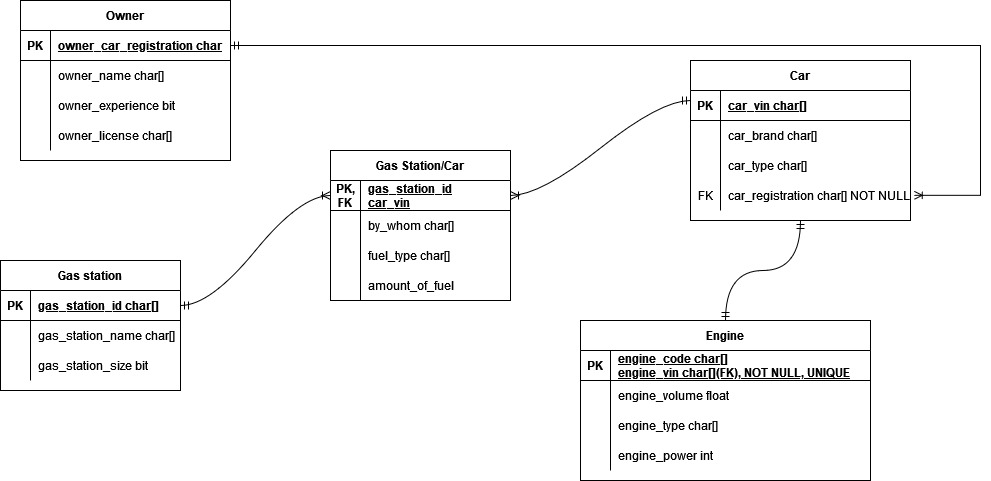 Owner
PK owner_car_registration char
owner_name char[]
owner_experience bit
owner_license char[]
Car
PK car_vin char[]
car_brand char[]
car_type char[]
FK car_registration char[] NOT NULL
Gas Station/Car
PK, gas_station_id
FK car_vin
by_whom char[]
fuel_type char[]
amount_of_fuel
Gas station
PK gas_station_id char[]
gas_station_name char[]
gas_station_size bit
Engine
PK engine_code char[]
engine_vin char[](FK), NOT NULL, UNIQUE
engine_volume float
engine_type char[]
engine_power int